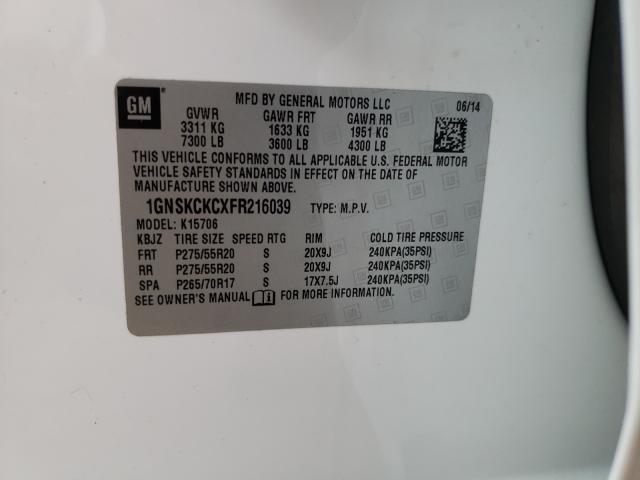 GM
MFD BY GENERAL MOTORS LLC 06/14
GVWR GAWR FRT GAWR RR
3311 KG 1633 KG 1951 KG
7300 LB 3600 LB 4300 LB
THIS VEHICLE CONFORMS TO ALL APPLICABLE U.S. FEDERAL MOTOR
VEHICLE SAFETY STANDARDS IN EFFECT ON THE DATE OF
MANUFACTURE SHOWN ABOVE.
1GNSKCKCXFR216039 TYPE: M.P.V.
MODEL: K15706
KBJZ TIRE SIZE SPEED RTG RIM COLD TIRE PRESSURE
FRT P275/55R20 S 20X9J 240KPA(35PSI)
RR P275/55R20 S 20X9J 240KPA(35PSI)
SPA P265/70R17 S 17X7.5J 240KPA(35PSI)
SEE OWNER'S MANUAL FOR MORE INFORMATION.